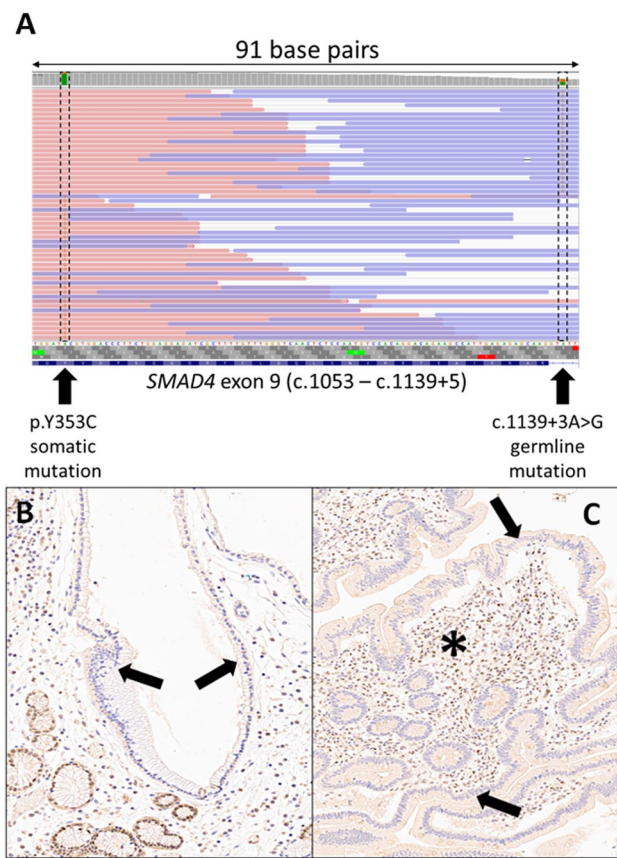 A
91 base pairs
SMAD4 exon 9 (c.1053 – c.1139+5)
p.Y353C
somatic
mutation
c.1139+3A>G
germline
mutation
B
C
*